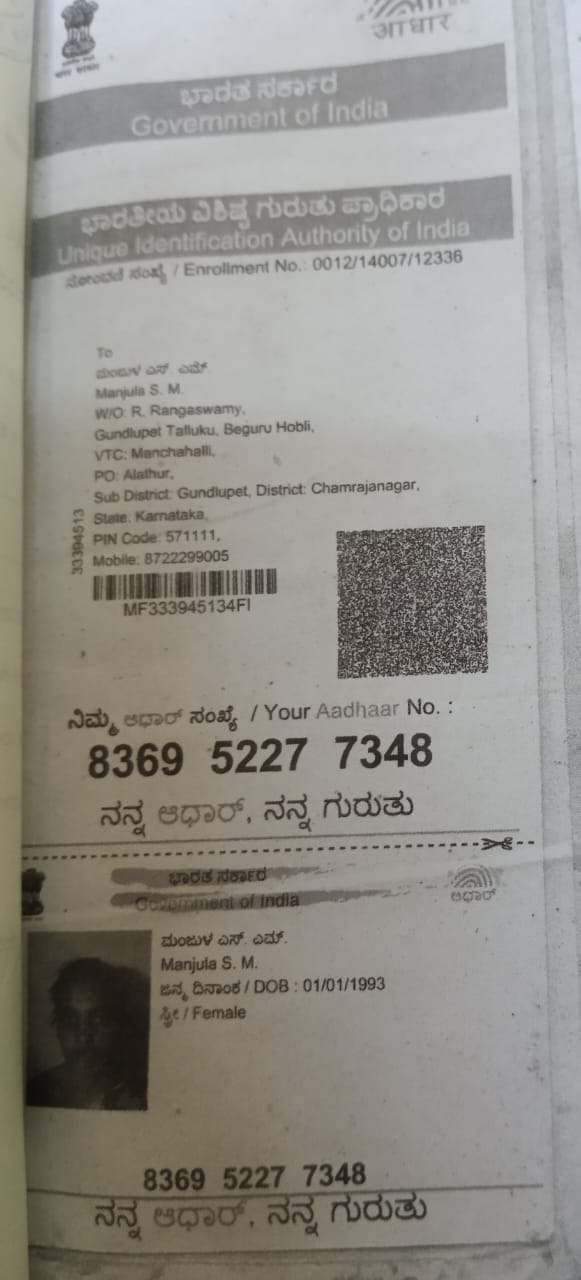 आधार
भारत सरकार
ಭಾರತ ಸರ್ಕಾರ
Government of India
ಭಾರತೀಯ ವಿಶಿಷ್ಟ ಗುರುತು ಪ್ರಾಧಿಕಾರ
Unique Identification Authority of India
ನೋಂದಣಿ ಸಂಖ್ಯೆ / Enrollment No.: 0012/14007/12336
To
ಮಂಜುಳ ಎಸ್. ಎಮ್.
Manjula S. M.
W/O: R. Rangaswamy,
Gundlupet Talluku, Beguru Hobli,
VTC: Manchahalli,
PO: Alathur,
Sub District: Gundlupet, District: Chamrajanagar,
State: Karnataka,
PIN Code: 571111,
Mobile: 8722299005
33394513
MF333945134FI
ನಿಮ್ಮ ಆಧಾರ್ ಸಂಖ್ಯೆ / Your Aadhaar No. :
8369 5227 7348
ನನ್ನ ಆಧಾರ್, ನನ್ನ ಗುರುತು
ಭಾರತ ಸರ್ಕಾರ
Government of India
ಆಧಾರ್
ಮಂಜುಳ ಎಸ್. ಎಮ್.
Manjula S. M.
ಜನ್ಮ ದಿನಾಂಕ / DOB : 01/01/1993
ಸ್ತ್ರೀ / Female
8369 5227 7348
ನನ್ನ ಆಧಾರ್, ನನ್ನ ಗುರುತು